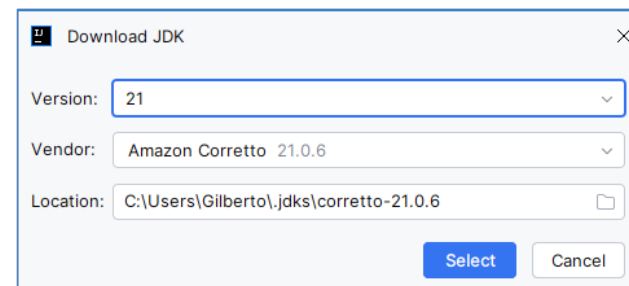 IJ Download JDK
Version: 21
Vendor: Amazon Corretto 21.0.6
Location: C:\Users\Gilberto\.jdks\corretto-21.0.6
Select Cancel